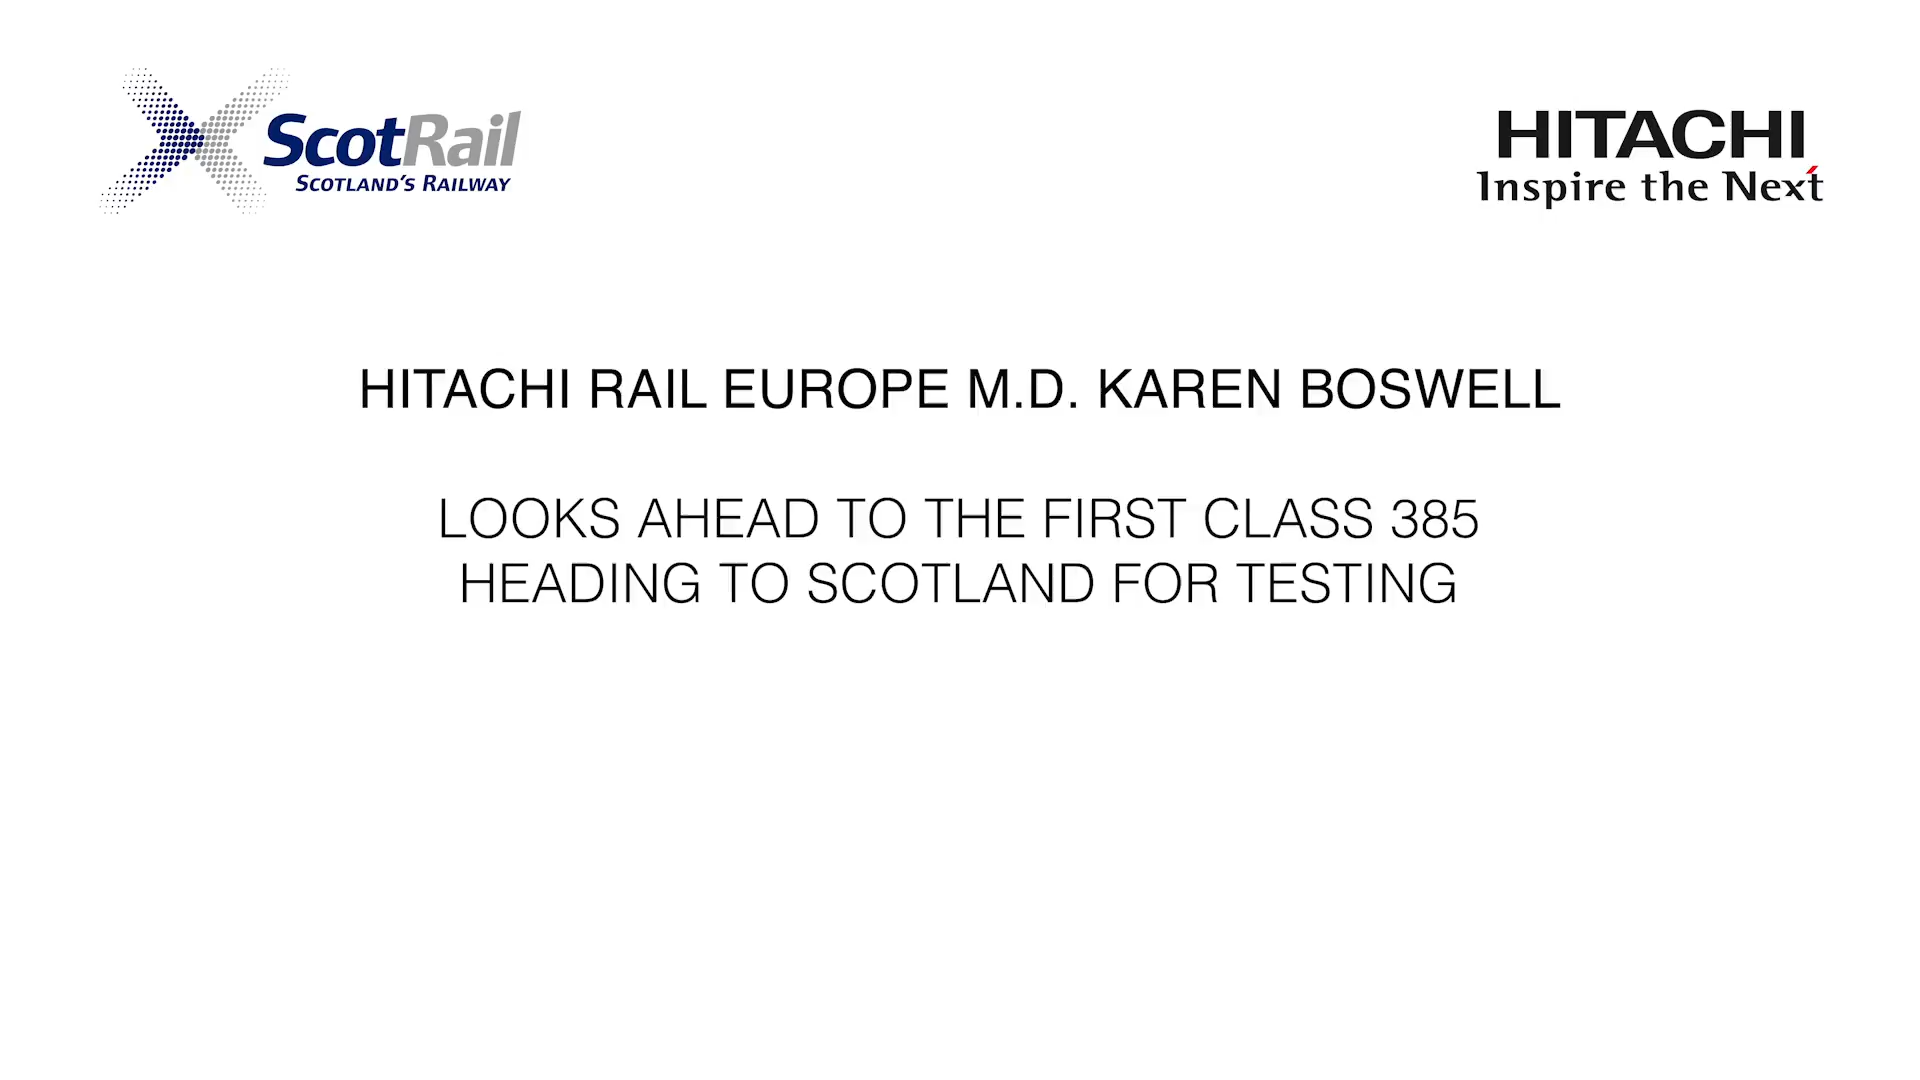 ScotRail
SCOTLAND'S RAILWAY
HITACHI
Inspire the Next
HITACHI RAIL EUROPE M.D. KAREN BOSWELL
LOOKS AHEAD TO THE FIRST CLASS 385
HEADING TO SCOTLAND FOR TESTING